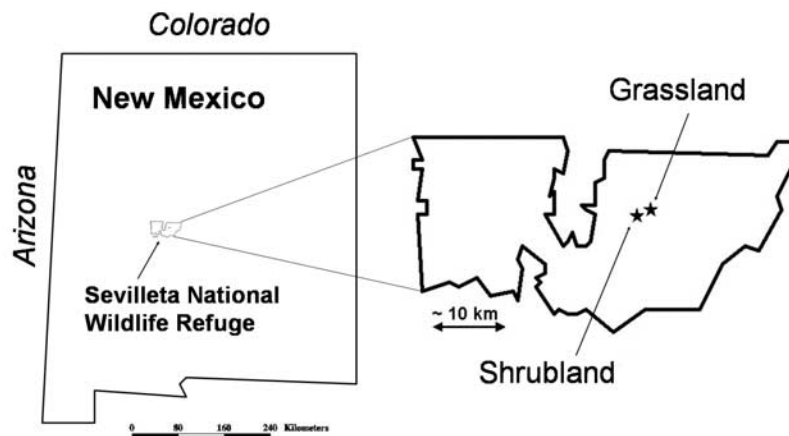 Colorado
New Mexico
Arizona
Sevilleta National
Wildlife Refuge
0 80 160 240 Kilometers
Grassland
~ 10 km
Shrubland